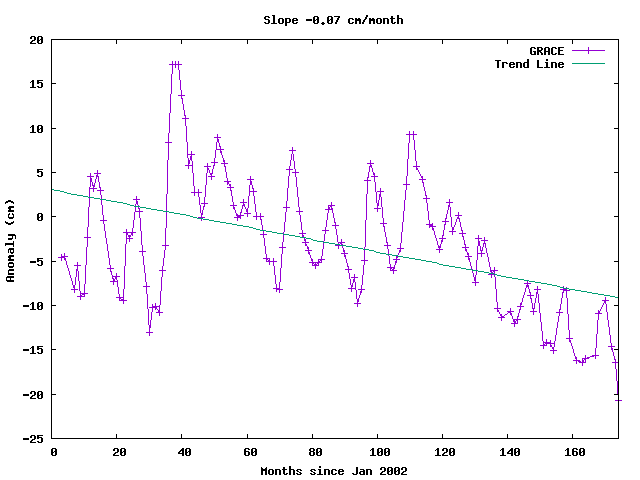 Slope -0.07 cm/month
GRACE
Trend Line
20
15
10
5
0
-5
-10
-15
-20
-25
Anomaly (cm)
0 20 40 60 80 100 120 140 160
Months since Jan 2002